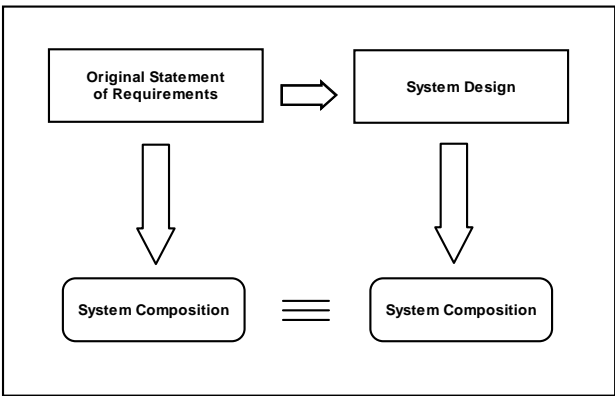 Original Statement
of Requirements
System Design
System Composition
System Composition